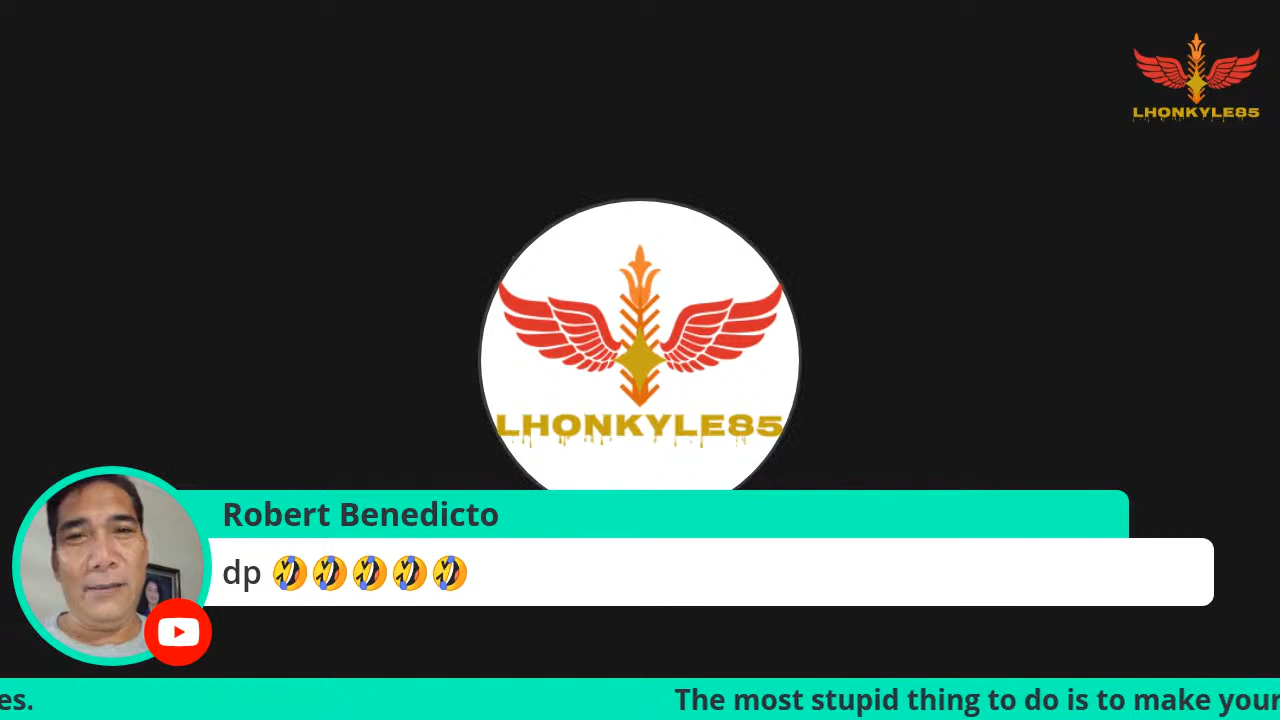 LHONKYLE85
LHONKYLE85
Robert Benedicto
dp 🤣🤣🤣🤣🤣
es. The most stupid thing to do is to make your